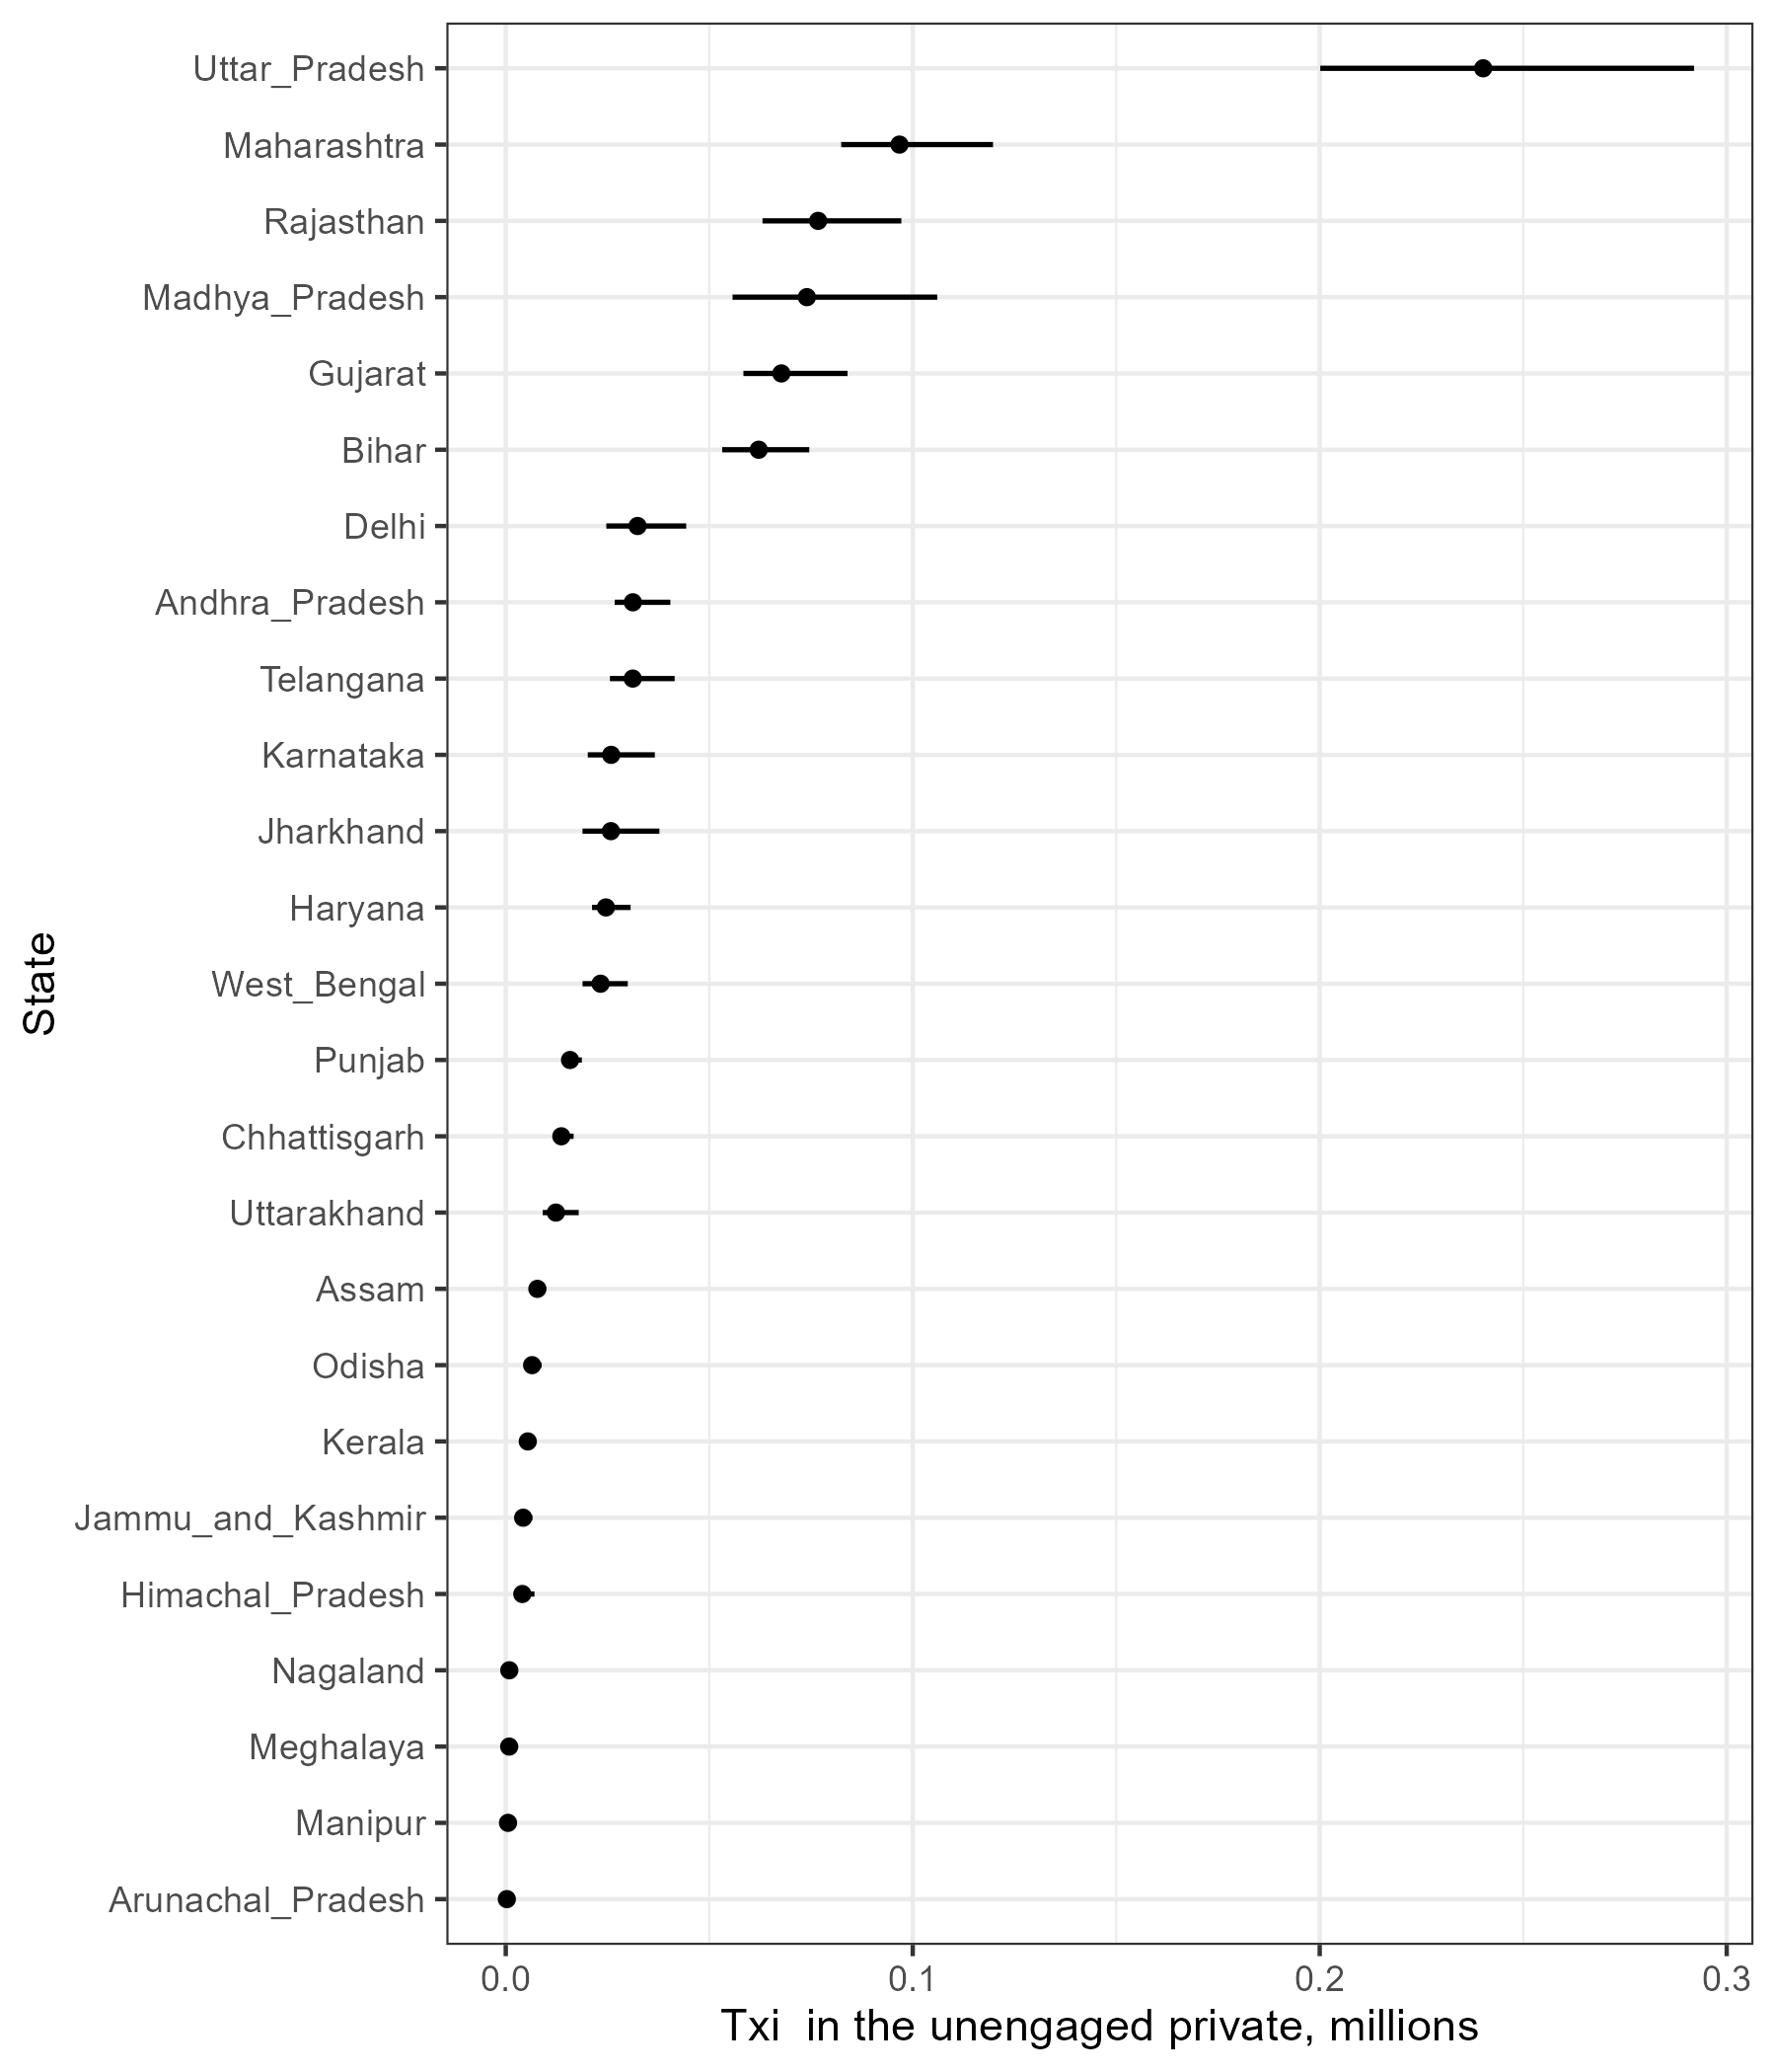 Uttar_Pradesh
Maharashtra
Rajasthan
Madhya_Pradesh
Gujarat
Bihar
Delhi
Andhra_Pradesh
Telangana
Karnataka
Jharkhand
Haryana
West_Bengal
Punjab
Chhattisgarh
Uttarakhand
Assam
Odisha
Kerala
Jammu_and_Kashmir
Himachal_Pradesh
Nagaland
Meghalaya
Manipur
Arunachal_Pradesh
State
0.0 0.1 0.2 0.3
Txi  in the unengaged private, millions